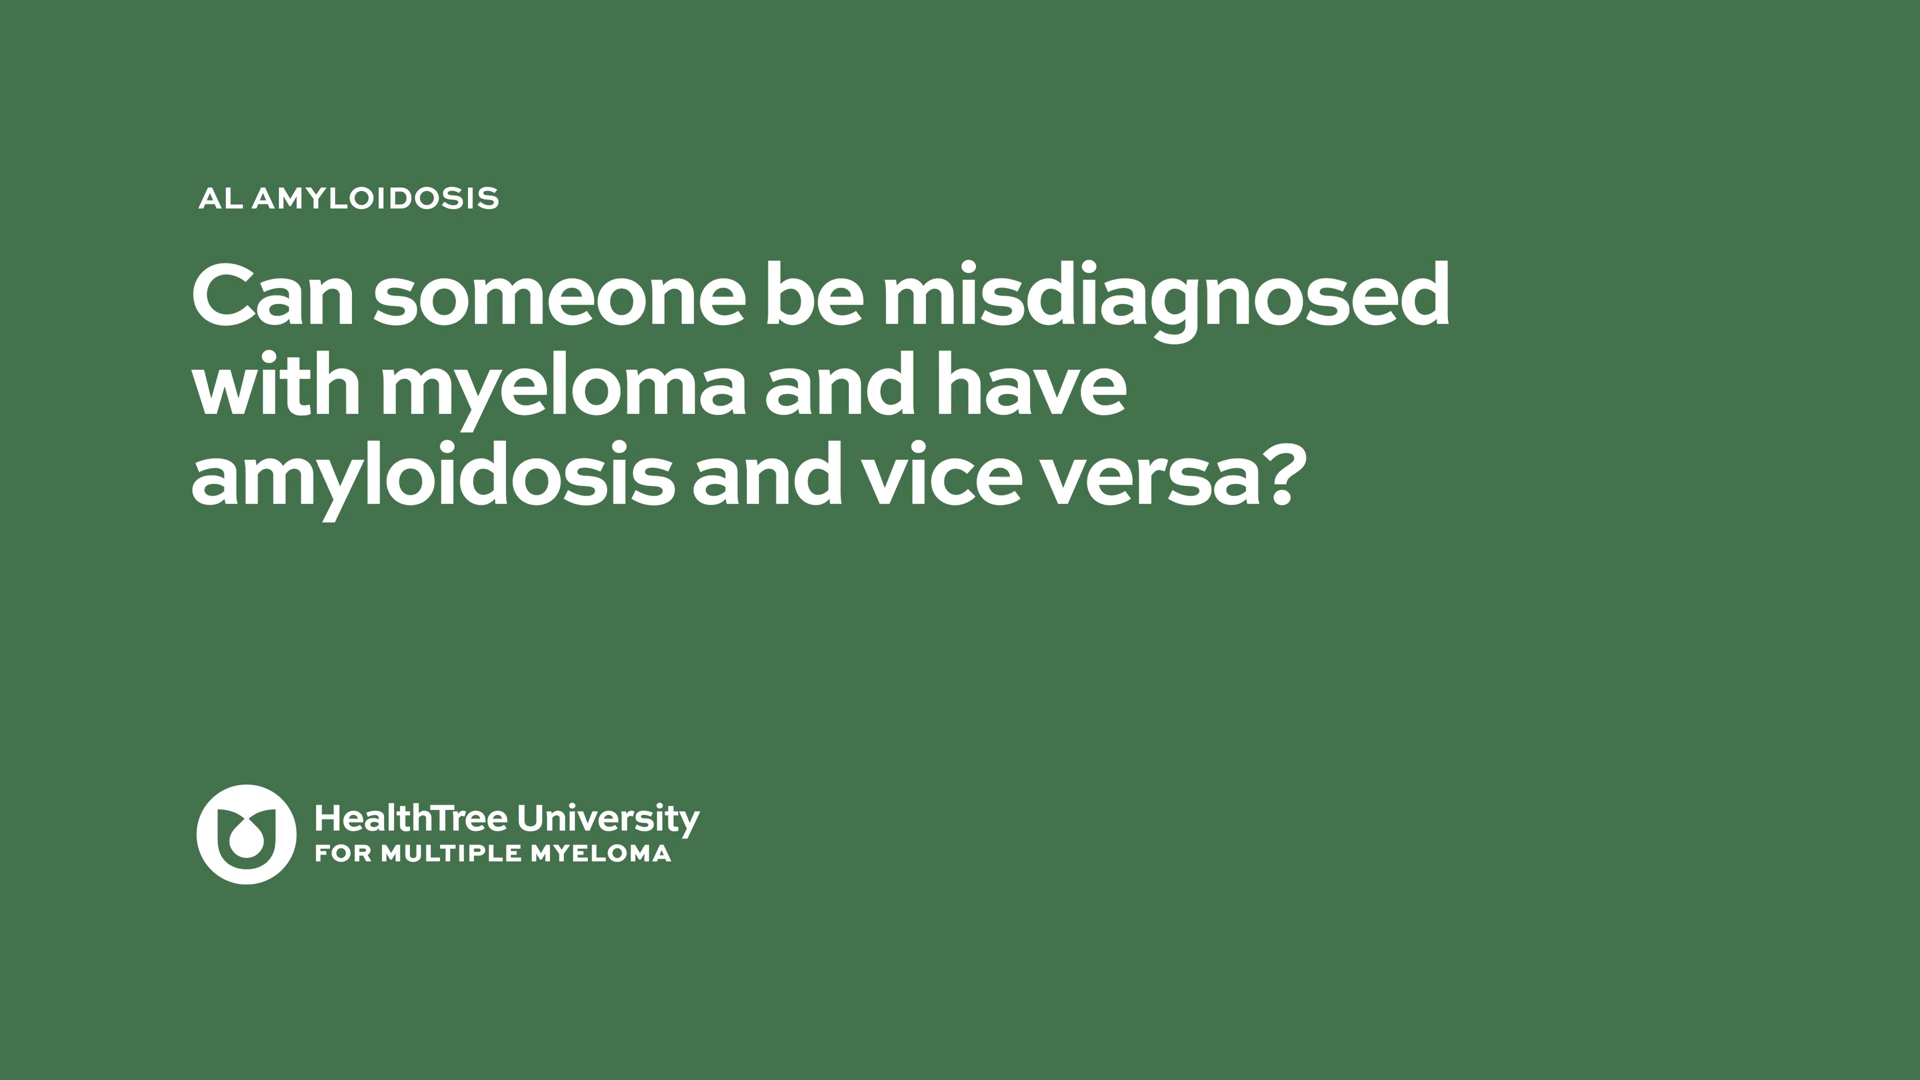 AL AMYLOIDOSIS
Can someone be misdiagnosed
with myeloma and have
amyloidosis and vice versa?
HealthTree University
FOR MULTIPLE MYELOMA